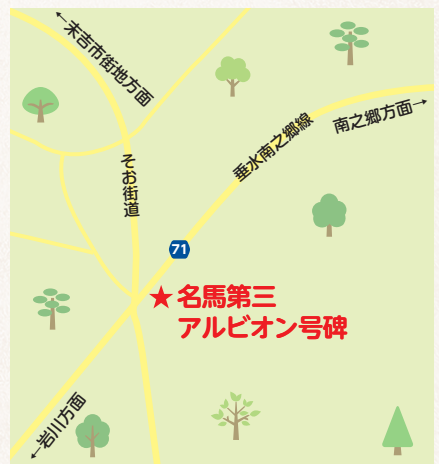 ←末吉市街地方面
垂水南之郷線
南之郷方面→
そお街道
71
★名馬第三
アルビオン号碑
←岩川方面